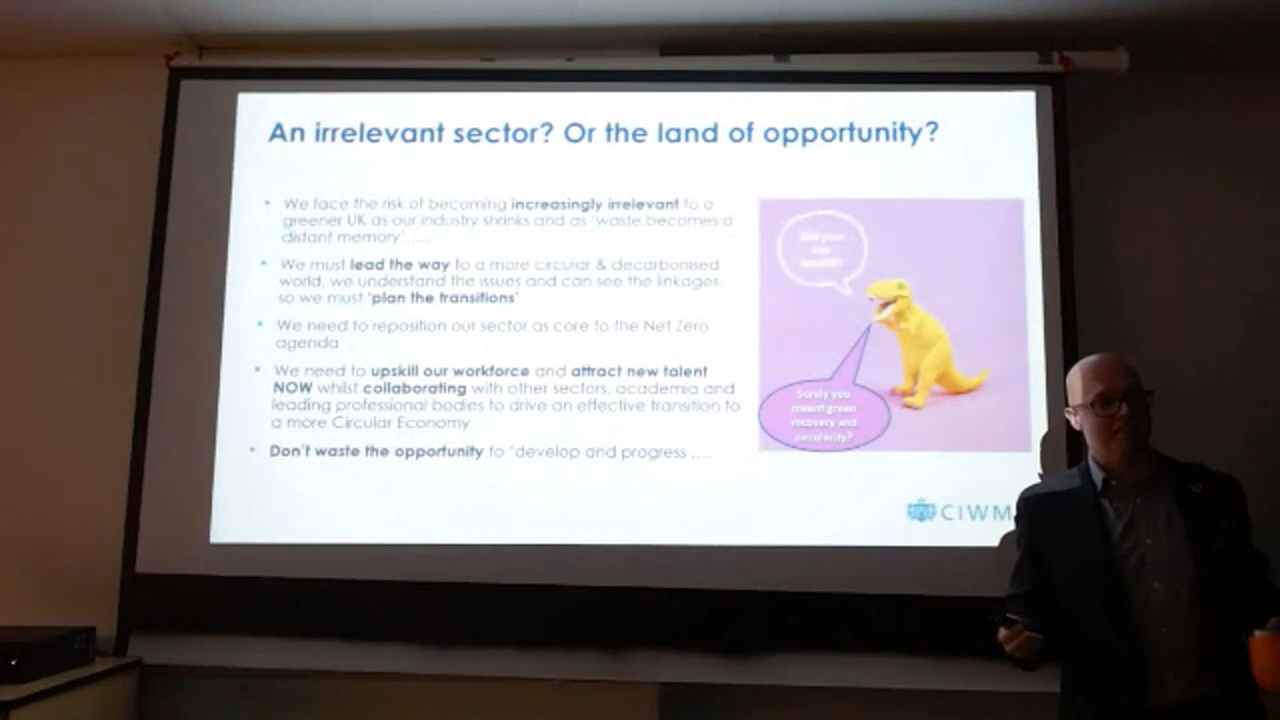 An irrelevant sector? Or the land of opportunity?
• We face the risk of becoming increasingly irrelevant to a
greener UK as our industry shrinks and as 'waste becomes a
distant memory'.....
• We must lead the way to a more circular & decarbonised
world, we understand the issues and can see the linkages,
so we must 'plan the transitions'
• We need to reposition our sector as core to the Net Zero
agenda
• We need to upskill our workforce and attract new talent
NOW whilst collaborating with other sectors, academia and
leading professional bodies to drive an effective transition to
a more Circular Economy
• Don't waste the opportunity to 'develop and progress ....
Did you
say
Surely you
meant green
recovery and
circularity?
CIWM